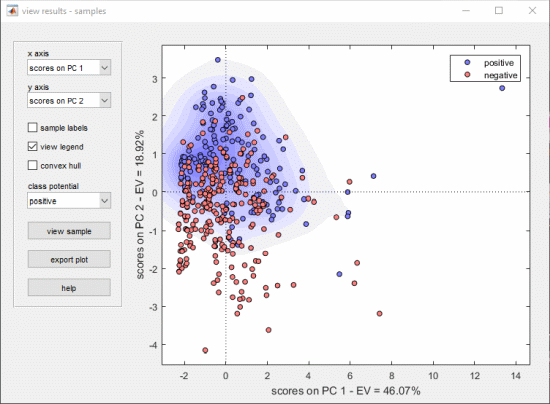 view results - samples
x axis
scores on PC 1
y axis
scores on PC 2
sample labels
view legend
convex hull
class potential
positive
view sample
export plot
help
positive
negative
3
2
1
0
-1
-2
-3
-4
scores on PC 2 - EV = 18.92%
-2 0 2 4 6 8 10 12 14
scores on PC 1 - EV = 46.07%